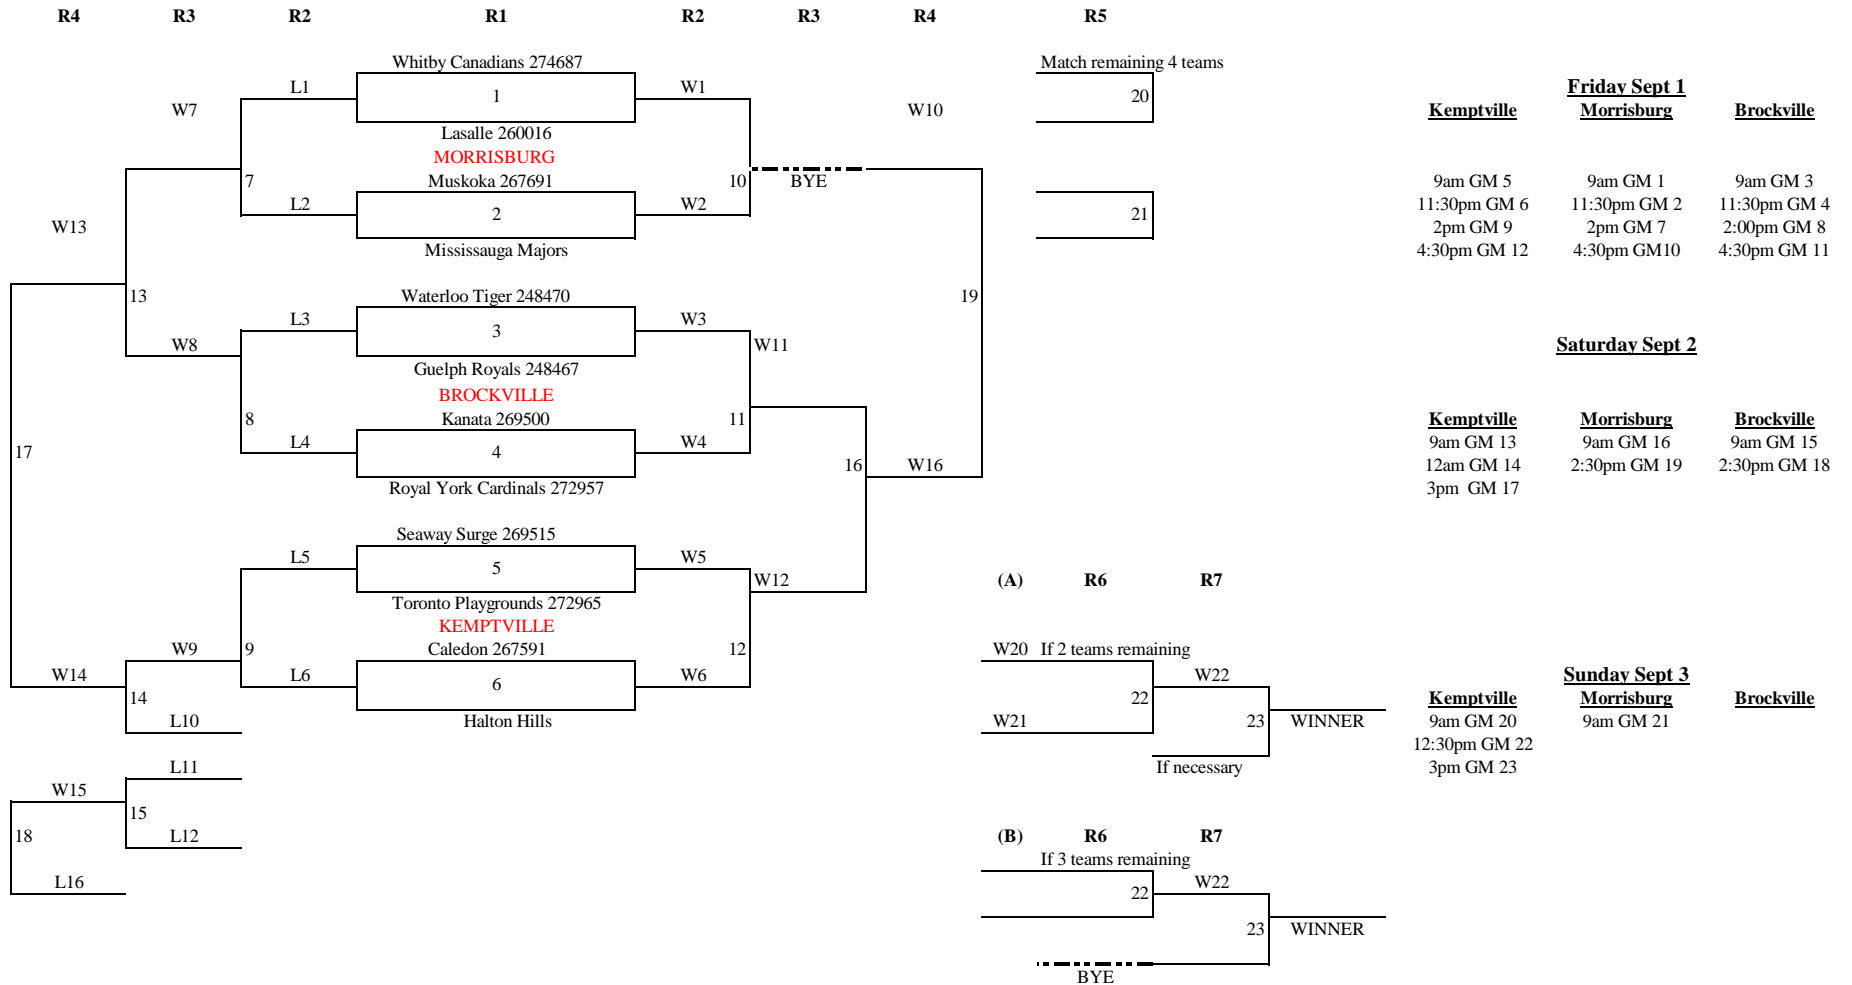 R4 R3 R2 R1 R2 R3 R4 R5
Whitby Canadians 274687 Match remaining 4 teams
L1 W1
Friday Sept 1
1 20
W7 W10 Kemptville Morrisburg Brockville
Lasalle 260016
MORRISBURG
7 Muskoka 267691 10 BYE 9am GM 5 9am GM 1 9am GM 3
L2 W2 11:30pm GM 6 11:30pm GM 2 11:30pm GM 4
2 21
W13 2pm GM 9 2pm GM 7 2:00pm GM 8
Mississauga Majors 4:30pm GM 12 4:30pm GM10 4:30pm GM 11
13 Waterloo Tiger 248470 19
L3 W3
3
W8 W11 Saturday Sept 2
Guelph Royals 248467
BROCKVILLE
8 Kanata 269500 11 Kemptville Morrisburg Brockville
L4 W4 9am GM 13 9am GM 16 9am GM 15
17 4 16 W16 12am GM 14 2:30pm GM 19 2:30pm GM 18
Royal York Cardinals 272957 3pm GM 17
Seaway Surge 269515
L5 W5
5
W12 (A) R6 R7
Toronto Playgrounds 272965
KEMPTVILLE
W9 9 Caledon 267591 12 W20 If 2 teams remaining
W14 L6 W6 W22 Sunday Sept 3
14 6 22 Kemptville Morrisburg Brockville
L10 Halton Hills W21 23 WINNER 9am GM 20 9am GM 21
12:30pm GM 22
L11 If necessary 3pm GM 23
W15
15
18 L12 (B) R6 R7
If 3 teams remaining
L16 W22
22
23 WINNER
BYE